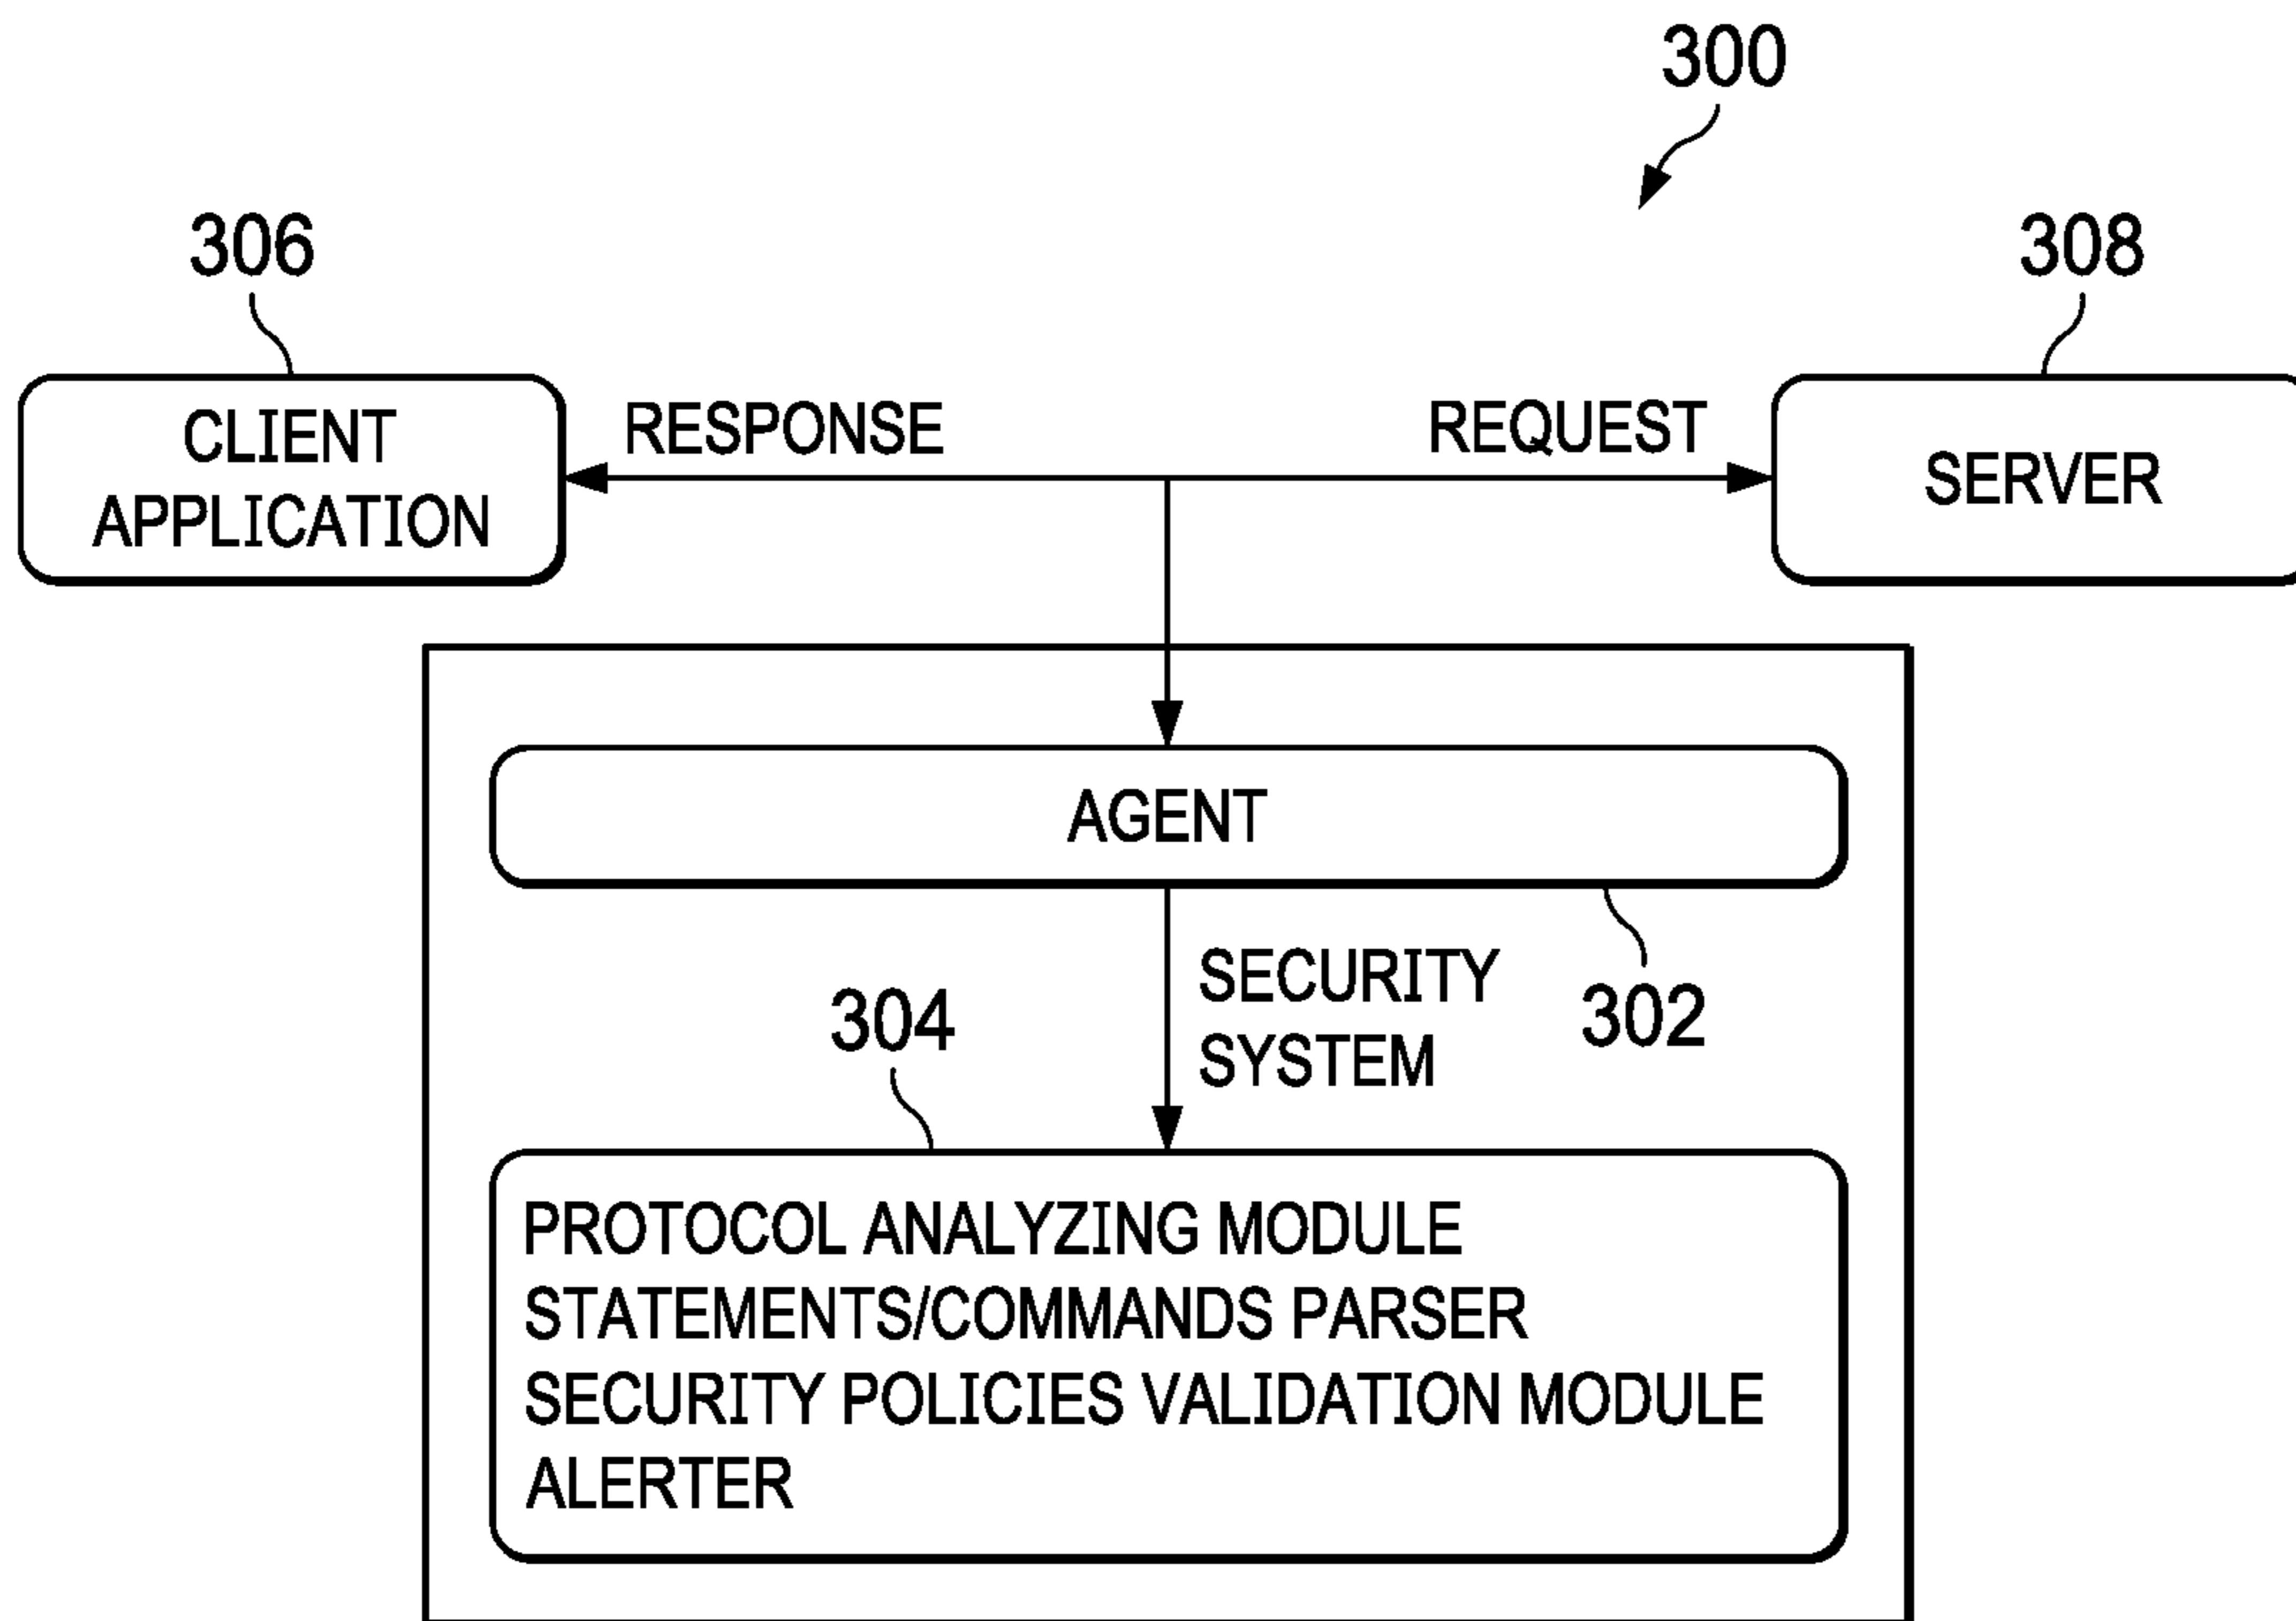 300
306
308
CLIENT
APPLICATION
RESPONSE
REQUEST
SERVER
AGENT
SECURITY
SYSTEM
302
304
PROTOCOL ANALYZING MODULE
STATEMENTS/COMMANDS PARSER
SECURITY POLICIES VALIDATION MODULE
ALERTER